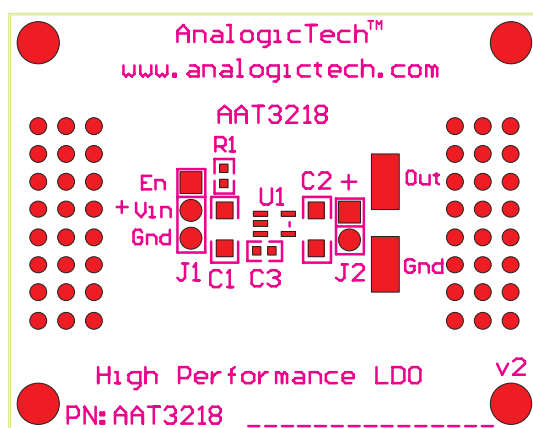 AnalogicTech™
www.analogictech.com
AAT3218
R1
En
C2 +
Out
U1
+ Vin
Gnd
Gnd
J1 C1 C3 J2
High Performance LDO
v2
PN: AAT3218 _______________